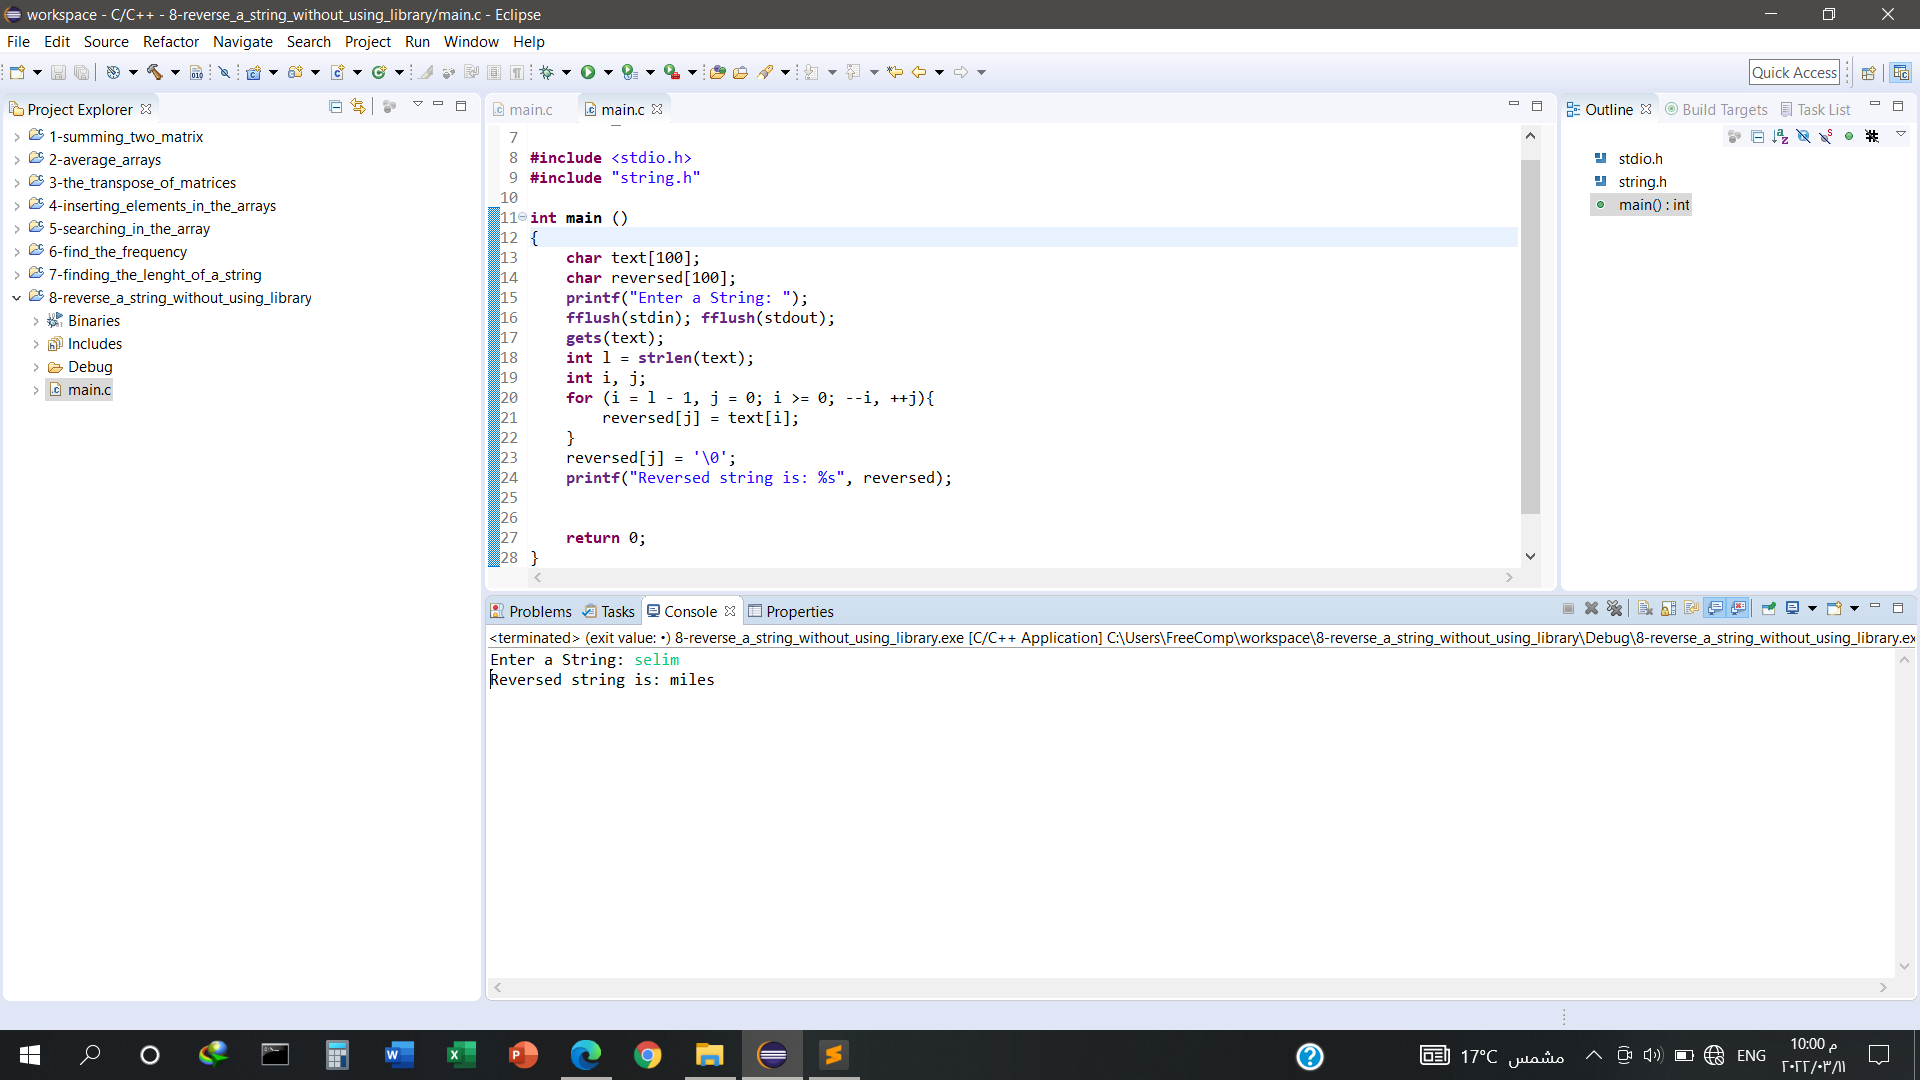 workspace - C/C++ - 8-reverse_a_string_without_using_library/main.c - Eclipse
File Edit Source Refactor Navigate Search Project Run Window Help
Quick Access
Project Explorer
1-summing_two_matrix
2-average_arrays
3-the_transpose_of_matrices
4-inserting_elements_in_the_arrays
5-searching_in_the_array
6-find_the_frequency
7-finding_the_lenght_of_a_string
8-reverse_a_string_without_using_library
Binaries
Includes
Debug
main.c
main.c main.c
7
8 #include <stdio.h>
9 #include "string.h"
10
11 int main ()
12 {
13     char text[100];
14     char reversed[100];
15     printf("Enter a String: ");
16     fflush(stdin); fflush(stdout);
17     gets(text);
18     int l = strlen(text);
19     int i, j;
20     for (i = l - 1, j = 0; i >= 0; --i, ++j){
21         reversed[j] = text[i];
22     }
23     reversed[j] = '\0';
24     printf("Reversed string is: %s", reversed);
25
26
27     return 0;
28 }
Outline Build Targets Task List
stdio.h
string.h
main() : int
Problems Tasks Console Properties
<terminated> (exit value: ٠) 8-reverse_a_string_without_using_library.exe [C/C++ Application] C:\Users\FreeComp\workspace\8-reverse_a_string_without_using_library\Debug\8-reverse_a_string_without_using_library.ex
Enter a String: selim
Reversed string is: miles
17°C مشمس
ENG
10:00 م
٢٠٢٢/٠٣/١١